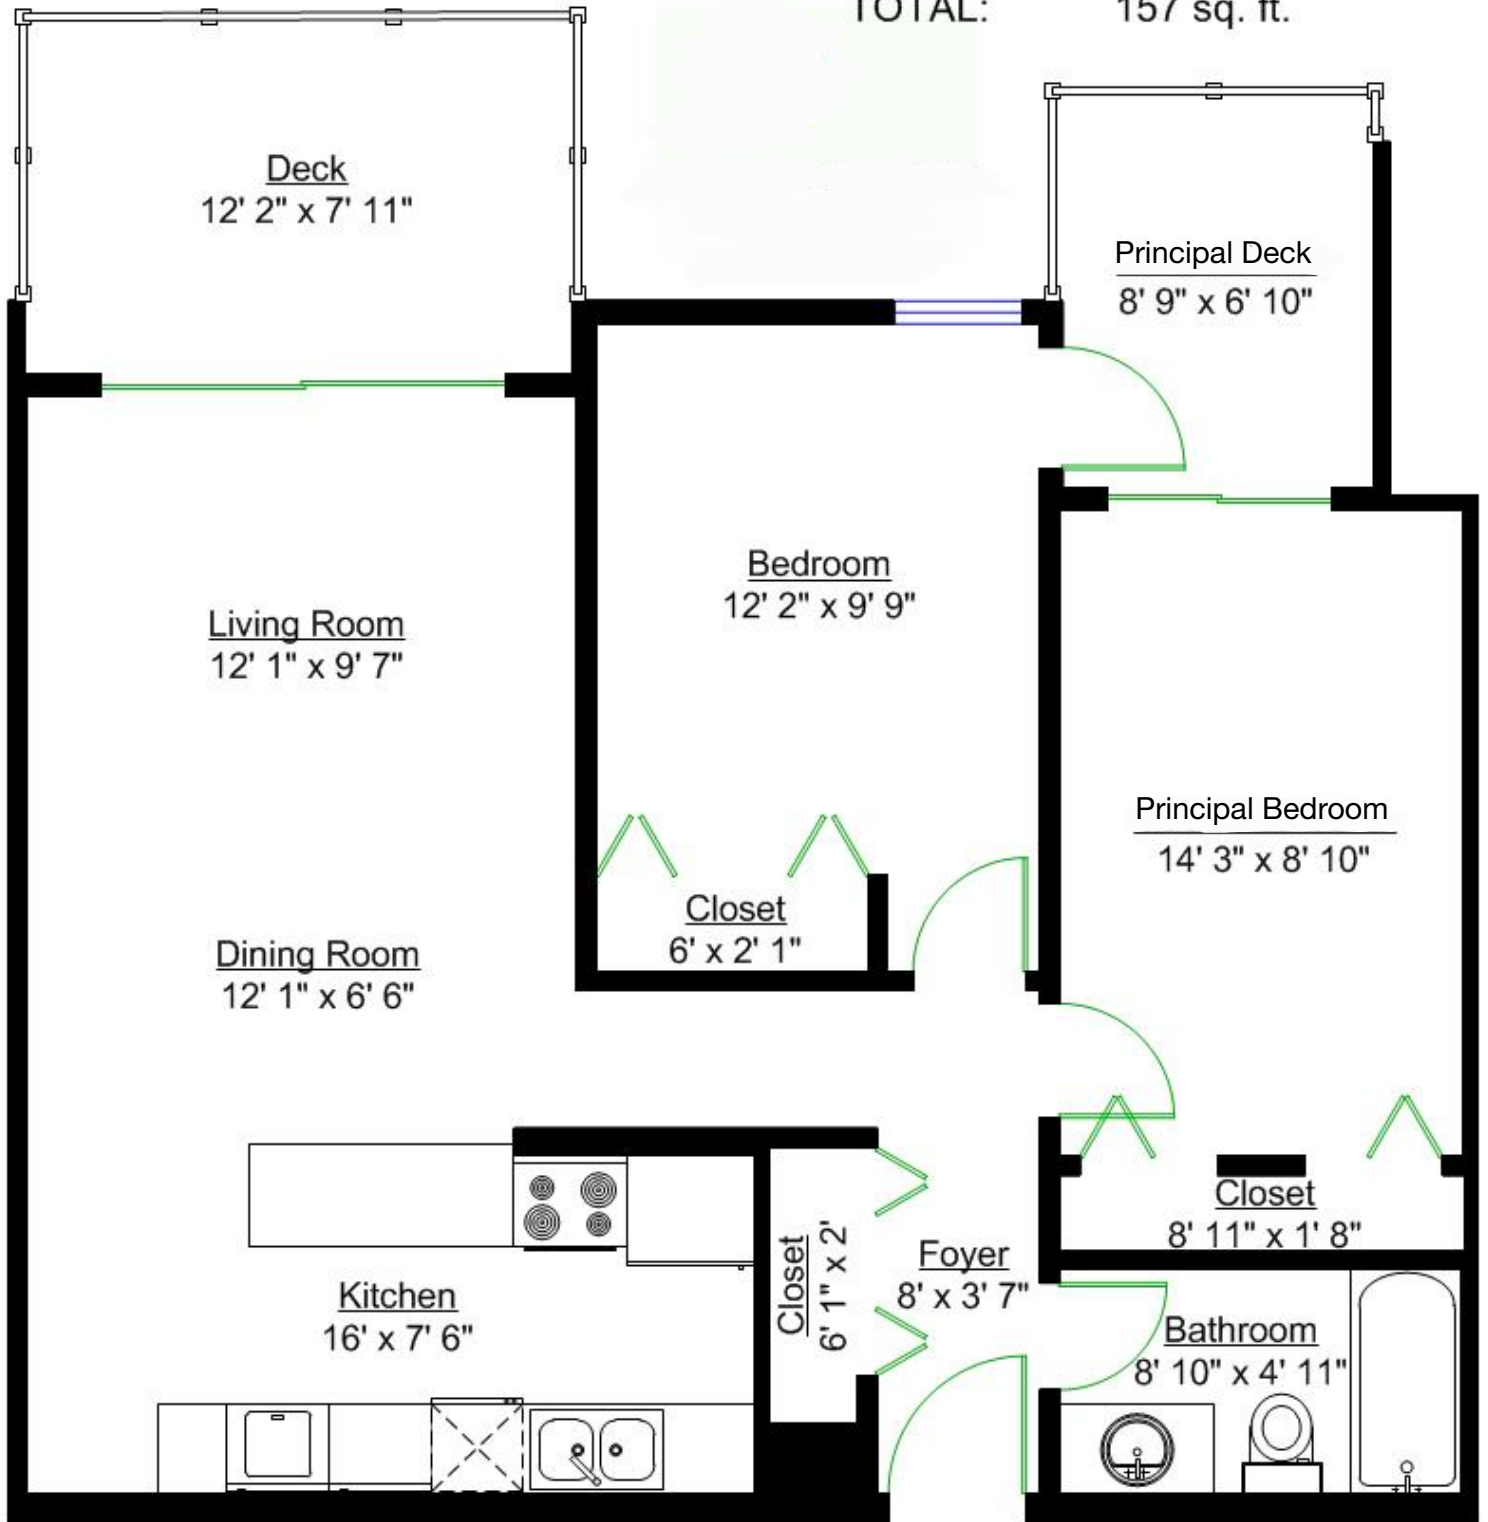 TOTAL: 157 sq. ft.
Deck
12' 2" x 7' 11"
Principal Deck
8' 9" x 6' 10"
Bedroom
12' 2" x 9' 9"
Living Room
12' 1" x 9' 7"
Principal Bedroom
14' 3" x 8' 10"
Closet
6' x 2' 1"
Dining Room
12' 1" x 6' 6"
Closet
8' 11" x 1' 8"
Closet
6' 1" x 2'
Foyer
8' x 3' 7"
Kitchen
16' x 7' 6"
Bathroom
8' 10" x 4' 11"